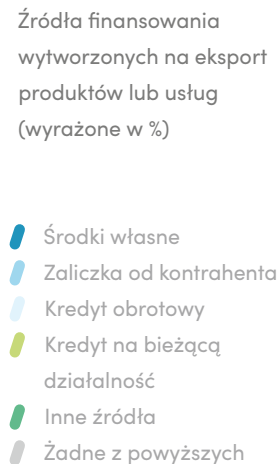 Źródła finansowania
wytworzonych na eksport
produktów lub usług
(wyrażone w %)
Środki własne
Zaliczka od kontrahenta
Kredyt obrotowy
Kredyt na bieżącą
działalność
Inne źródła
Żadne z powyższych